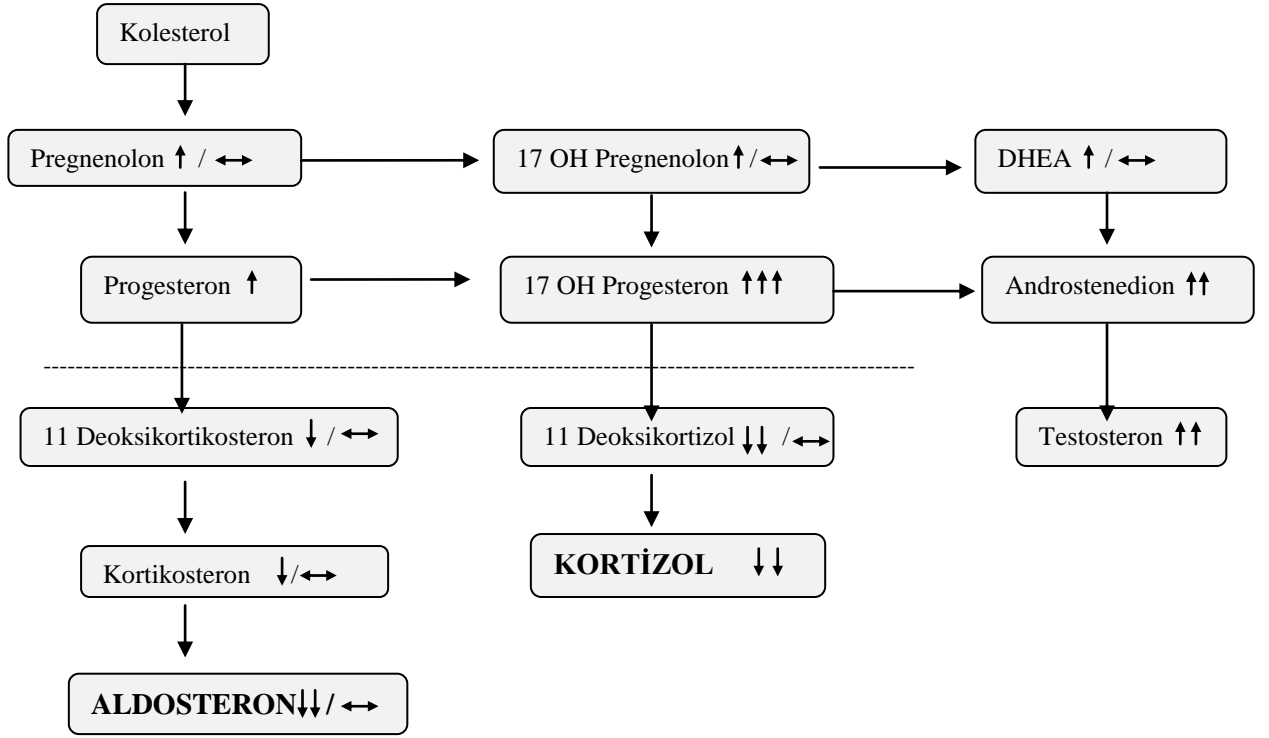 Kolesterol
Pregnenolon ↑ / ↔
17 OH Pregnenolon ↑ / ↔
DHEA ↑ / ↔
Progesteron ↑
17 OH Progesteron ↑↑↑
Androstenedion ↑↑
11 Deoksikortikosteron ↓ / ↔
11 Deoksikortizol ↓↓ / ↔
Testosteron ↑↑
Kortikosteron ↓/↔
KORTİZOL ↓↓
ALDOSTERON↓↓/ ↔